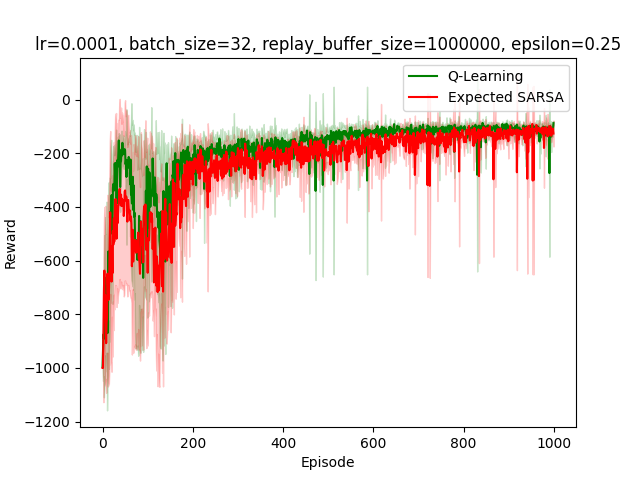 lr=0.0001, batch_size=32, replay_buffer_size=1000000, epsilon=0.25
Q-Learning
Expected SARSA
0
−200
−400
−600
−800
−1000
−1200
Reward
0 200 400 600 800 1000
Episode